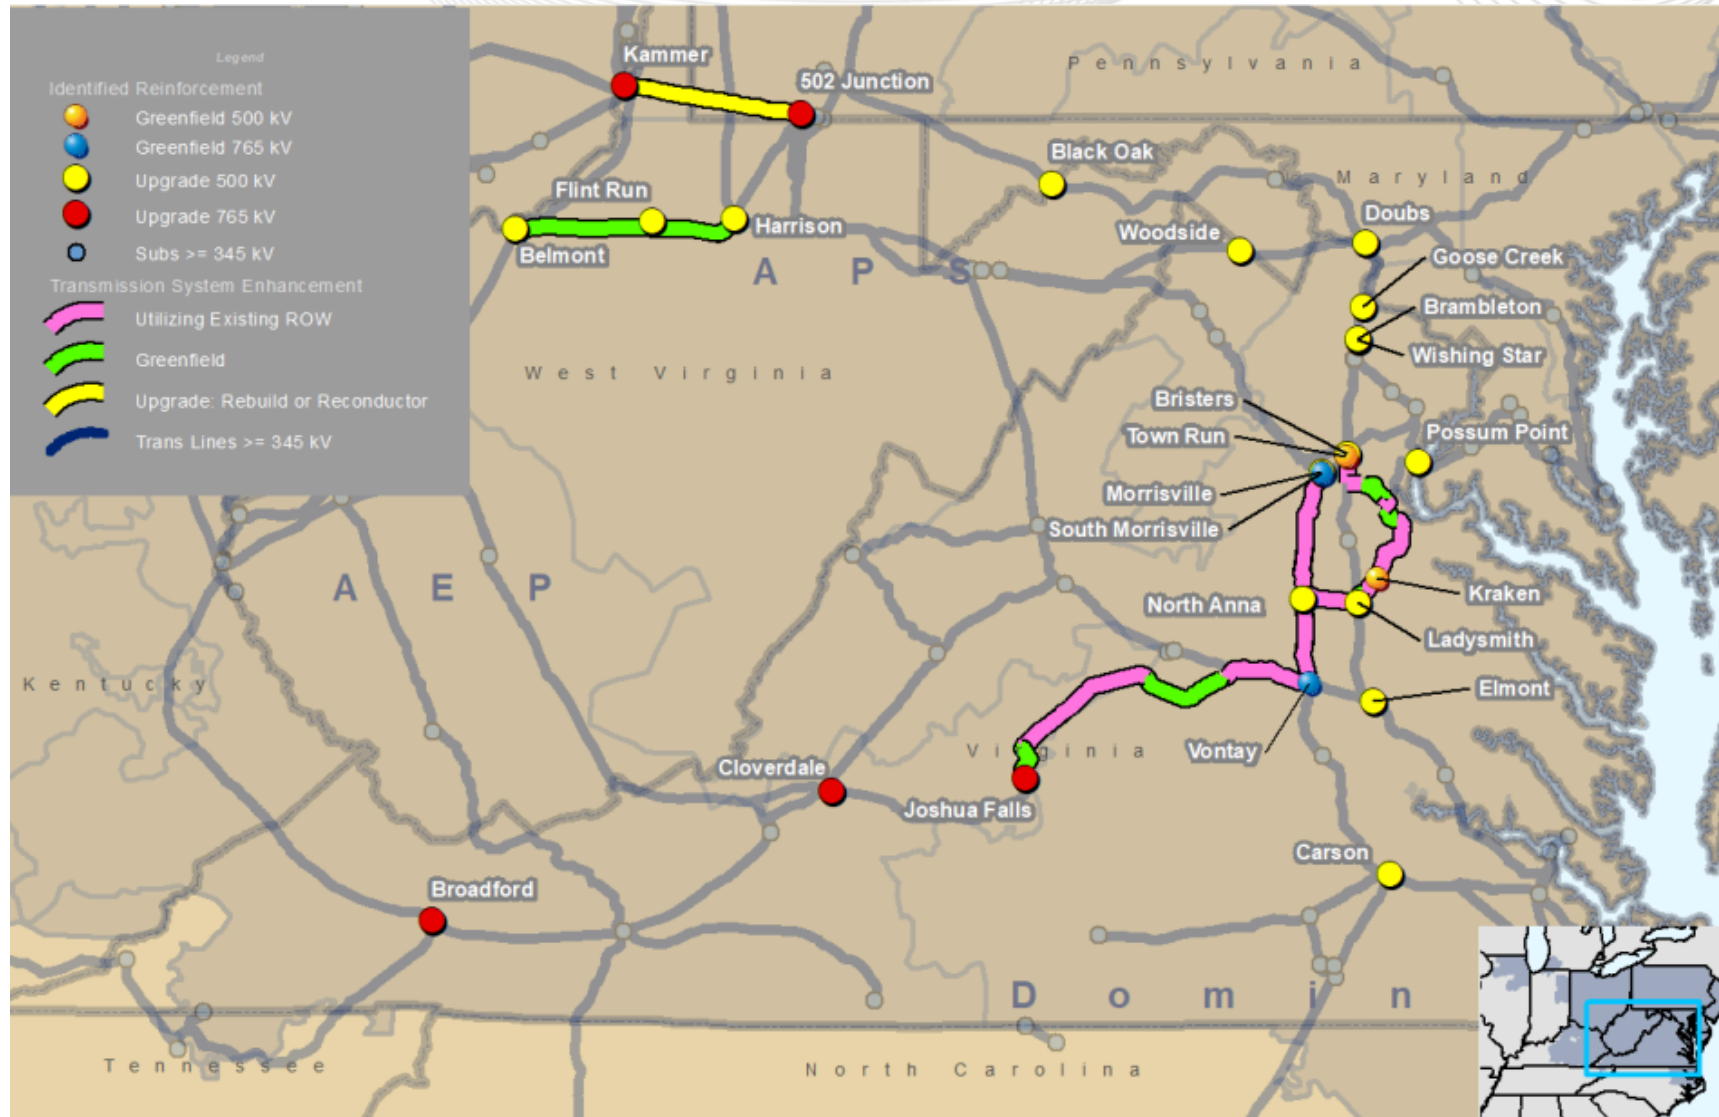 Legend
Identified Reinforcement
Greenfield 500 kV
Greenfield 765 kV
Upgrade 500 kV
Upgrade 765 kV
Subs >= 345 kV
Transmission System Enhancement
Utilizing Existing ROW
Greenfield
Upgrade: Rebuild or Reconductor
Trans Lines >= 345 kV
Kammer
502 Junction
Pennsylvania
Black Oak
Maryland
Flint Run
Harrison
Belmont
Doubs
Woodside
Goose Creek
APS
Brambleton
Wishing Star
West Virginia
Bristers
Town Run
Possum Point
Morrisville
South Morrisville
AEP
North Anna
Kraken
Ladysmith
Kentucky
Elmont
Virginia
Vontay
Cloverdale
Joshua Falls
Carson
Broadford
Domin
Tennessee
North Carolina